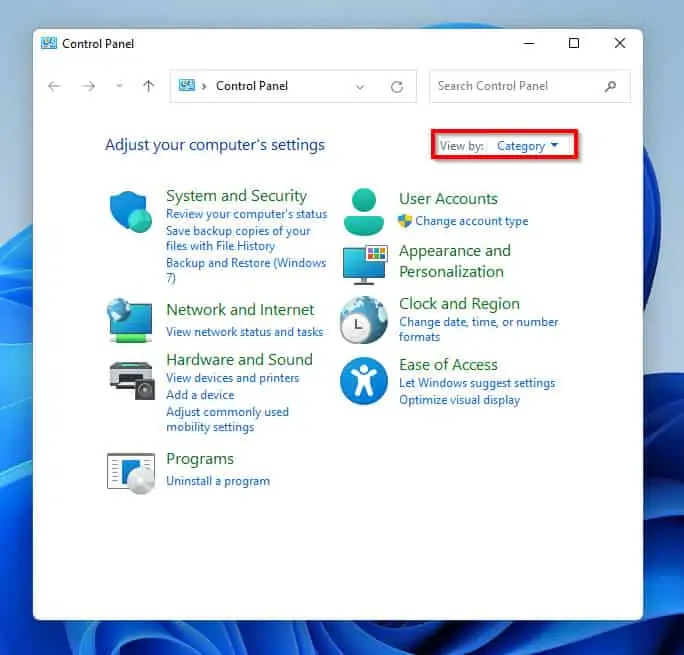 Control Panel
Control Panel
Search Control Panel
Adjust your computer's settings
View by: Category
System and Security
Review your computer's status
Save backup copies of your
files with File History
Backup and Restore (Windows
7)
Network and Internet
View network status and tasks
Hardware and Sound
View devices and printers
Add a device
Adjust commonly used
mobility settings
Programs
Uninstall a program
User Accounts
Change account type
Appearance and
Personalization
Clock and Region
Change date, time, or number
formats
Ease of Access
Let Windows suggest settings
Optimize visual display